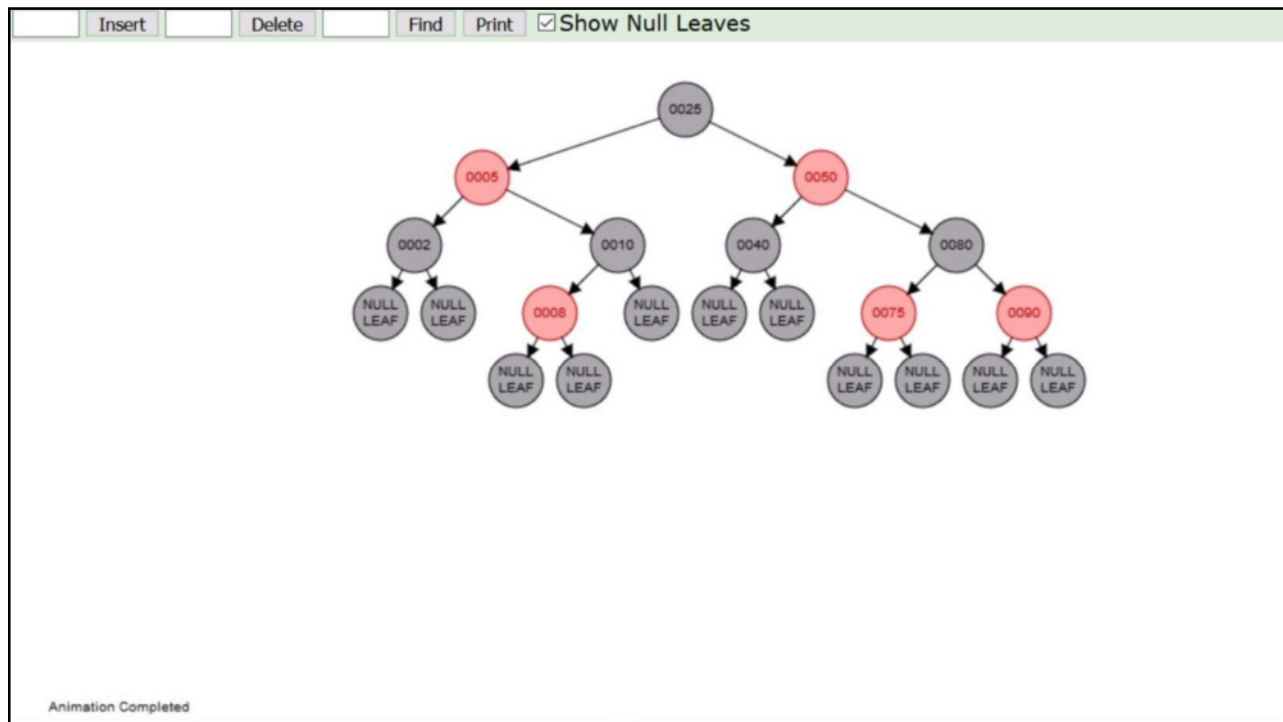 Insert Delete Find Print Show Null Leaves
0025
0005 0050
0002 0010 0040 0080
NULL LEAF NULL LEAF 0008 NULL LEAF NULL LEAF NULL LEAF 0075 0090
NULL LEAF NULL LEAF NULL LEAF NULL LEAF NULL LEAF NULL LEAF
Animation Completed